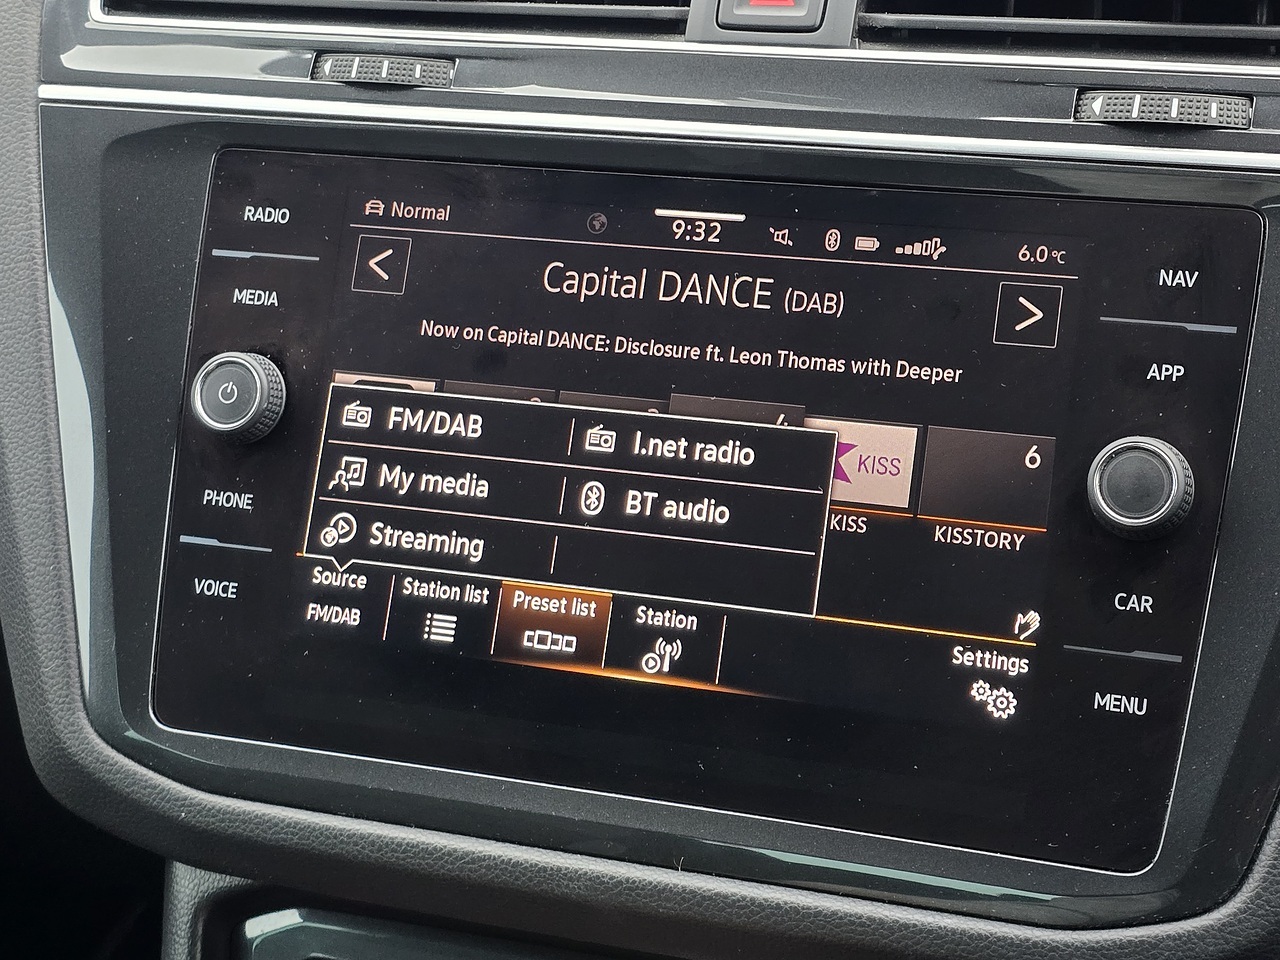 RADIO
MEDIA
PHONE
VOICE
Normal
9:32
6.0°C
Capital DANCE (DAB)
Now on Capital DANCE: Disclosure ft. Leon Thomas with Deeper
FM/DAB
I.net radio
My media
BT audio
Streaming
4
KISS
KISS
6
KISSTORY
Source
FM/DAB
Station list
Preset list
Station
Settings
NAV
APP
CAR
MENU